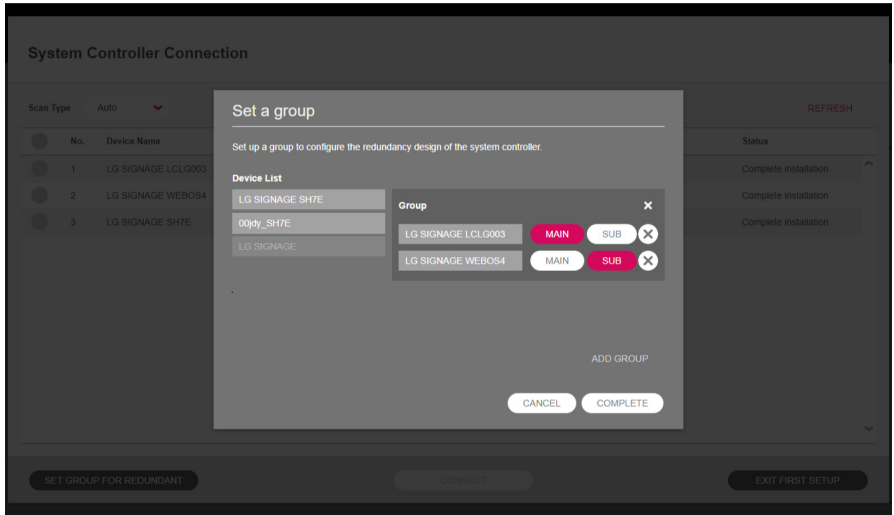 System Controller Connection
Scan Type Auto REFRESH
No. Device Name Status
1 LG SIGNAGE LCLG003 Complete installation
2 LG SIGNAGE WEBOS4 Complete installation
3 LG SIGNAGE SH7E Complete installation
Set a group
Set up a group to configure the redundancy design of the system controller.
Device List
LG SIGNAGE SH7E
00jdy_SH7E
LG SIGNAGE
Group
LG SIGNAGE LCLG003 MAIN SUB
LG SIGNAGE WEBOS4 MAIN SUB
ADD GROUP
CANCEL COMPLETE
SET GROUP FOR REDUNDANT CONNECT EXIT FIRST SETUP